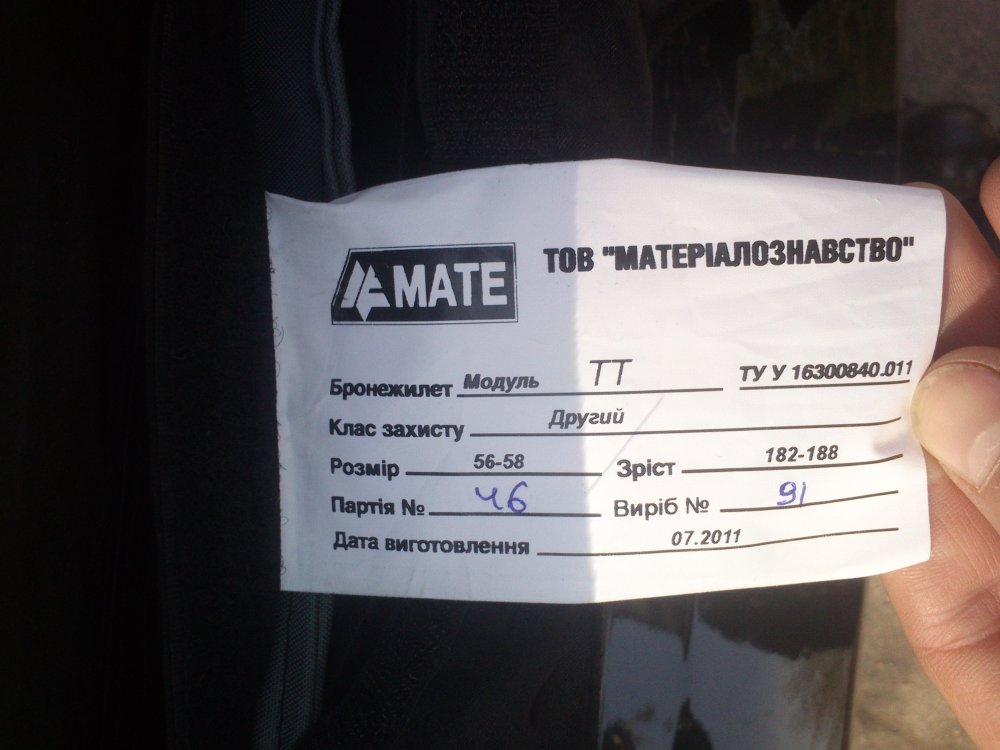 MATE
ТОВ "МАТЕРІАЛОЗНАВСТВО"
Бронежилет Модуль ТТ ТУ У 16300840.011
Клас захисту Другий
Розмір 56-58 Зріст 182-188
Партія № 46 Виріб № 91
Дата виготовлення 07.2011